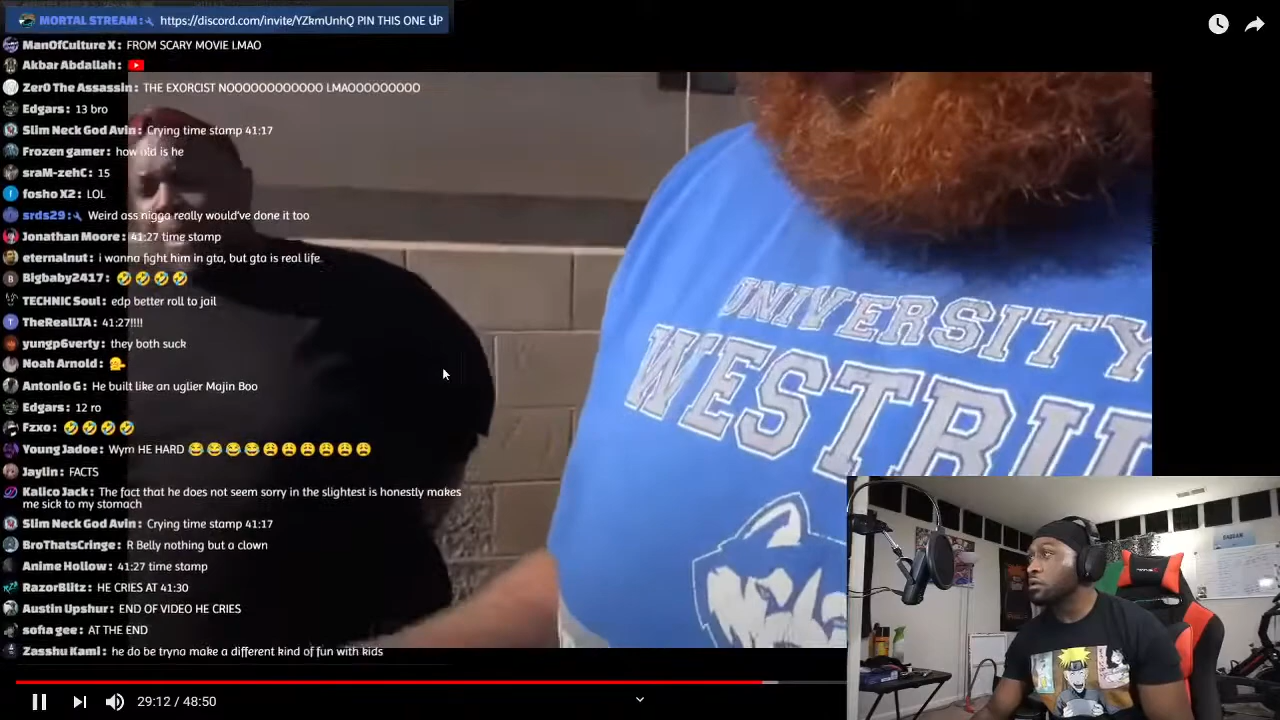 MORTAL STREAM: https://discord.com/invite/YZkmUnhQ PIN THIS ONE UP
ManOfCulture X: FROM SCARY MOVIE LMAO
Akbar Abdallah:
Zer0 The Assassin: THE EXORCIST NOOOOOOOOOOO LMAOOOOOOOOO
Edgars: 13 bro
Slim Neck God Avin: Crying time stamp 41:17
Frozen gamer: how old is he
sraM-zehC: 15
fosho X2: LOL
srds29: Weird ass nigga really would've done it too
Jonathan Moore: 41:27 time stamp
eternalnut: i wanna fight him in gta, but gta is real life.
Bigbaby2417: 🤣🤣🤣🤣
TECHNIC Soul: edp better roll to jail
TheRealLTA: 41:27!!!!
yungp6verty: they both suck
Noah Arnold:
Antonio G: He built like an uglier Majin Boo
Edgars: 12 ro
Fzxo: 🤣🤣🤣🤣
Young Jadoe: Wym HE HARD 😂😂😂😂😩😩😩😩😩😩
Jaylin: FACTS
Kalico Jack: The fact that he does not seem sorry in the slightest is honestly makes
me sick to my stomach
Slim Neck God Avin: Crying time stamp 41:17
BroThatsCringe: R Belly nothing but a clown
Anime Hollow: 41:27 time stamp
RazorBlitz: HE CRIES AT 41:30
Austin Upshur: END OF VIDEO HE CRIES
sofia gee: AT THE END
Zasshu Kami: he do be tryna make a different kind of fun with kids
UNIVERSITY
WESTBU
29:12 / 48:50